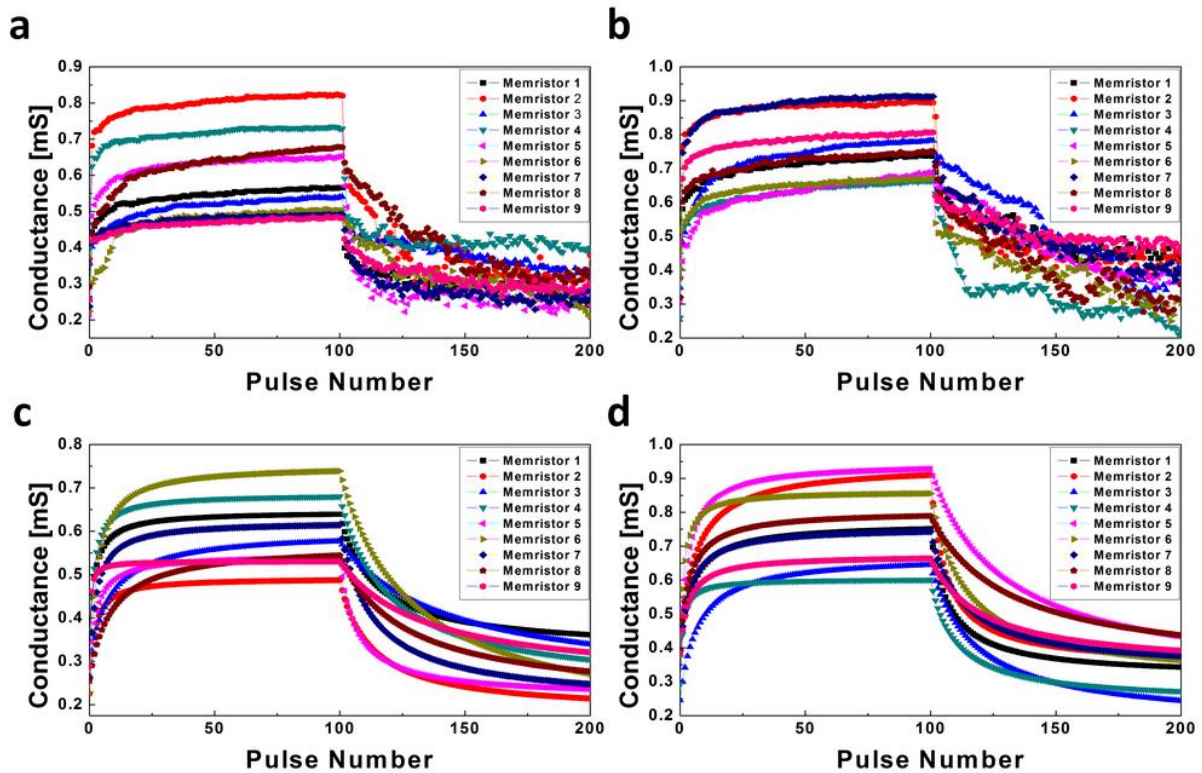 a
Conductance [mS]
0.9
0.8
0.7
0.6
0.5
0.4
0.3
0.2
0
50
100
150
200
Pulse Number
Memristor 1
Memristor 2
Memristor 3
Memristor 4
Memristor 5
Memristor 6
Memristor 7
Memristor 8
Memristor 9
b
Conductance [mS]
1.0
0.9
0.8
0.7
0.6
0.5
0.4
0.3
0.2
0
50
100
150
200
Pulse Number
Memristor 1
Memristor 2
Memristor 3
Memristor 4
Memristor 5
Memristor 6
Memristor 7
Memristor 8
Memristor 9
c
Conductance [mS]
0.8
0.7
0.6
0.5
0.4
0.3
0.2
0
50
100
150
200
Pulse Number
Memristor 1
Memristor 2
Memristor 3
Memristor 4
Memristor 5
Memristor 6
Memristor 7
Memristor 8
Memristor 9
d
Conductance [mS]
1.0
0.9
0.8
0.7
0.6
0.5
0.4
0.3
0.2
0
50
100
150
200
Pulse Number
Memristor 1
Memristor 2
Memristor 3
Memristor 4
Memristor 5
Memristor 6
Memristor 7
Memristor 8
Memristor 9